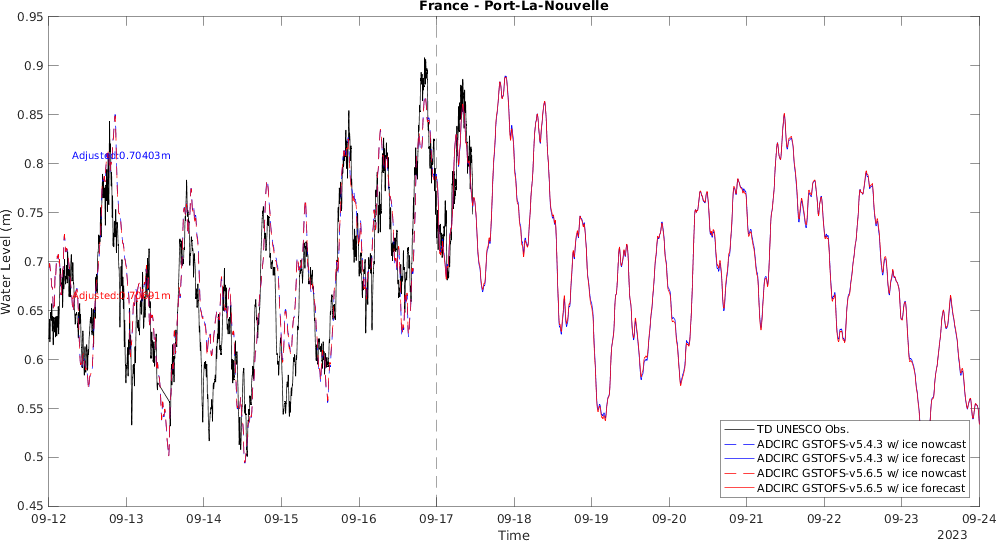 France - Port-La-Nouvelle
Water Level (m)
0.95
0.9
0.85
0.8
0.75
0.7
0.65
0.6
0.55
0.5
0.45
Adjusted:0.70403m
09-12
09-13
09-14
09-15
09-16
09-17
09-18
09-19
09-20
09-21
09-22
09-23
09-24
Time
2023
TD UNESCO Obs.
ADCIRC GSTOFS-v5.4.3 w/ ice nowcast
ADCIRC GSTOFS-v5.4.3 w/ ice forecast
ADCIRC GSTOFS-v5.6.5 w/ ice nowcast
ADCIRC GSTOFS-v5.6.5 w/ ice forecast